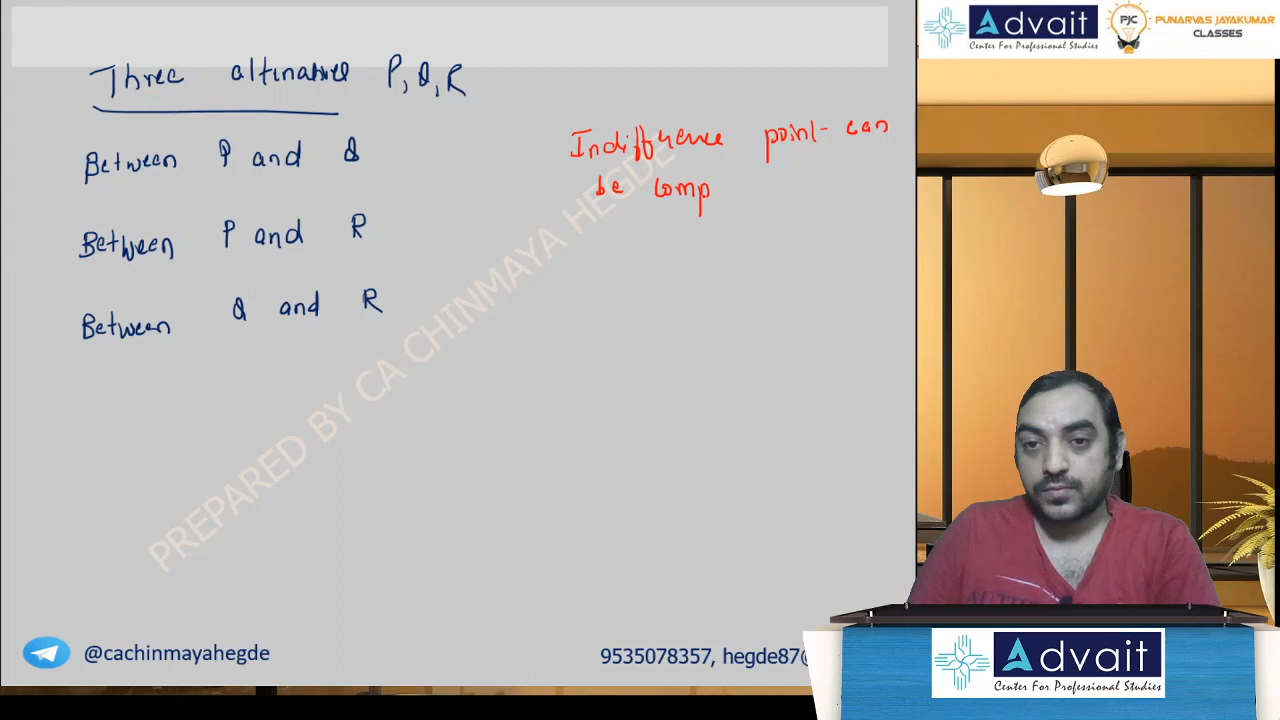 Three altinatives P, Q, R
Between P and Q
Between P and R
Between Q and R
Indifference point can
be comp
PREPARED BY CA CHINMAYA HEGDE
@cachinmayahegde
9535078357, hegde87@
Advait
Center For Professional Studies
PJC
PUNARVAS JAYAKUMAR
CLASSES
Advait
Center For Professional Studies